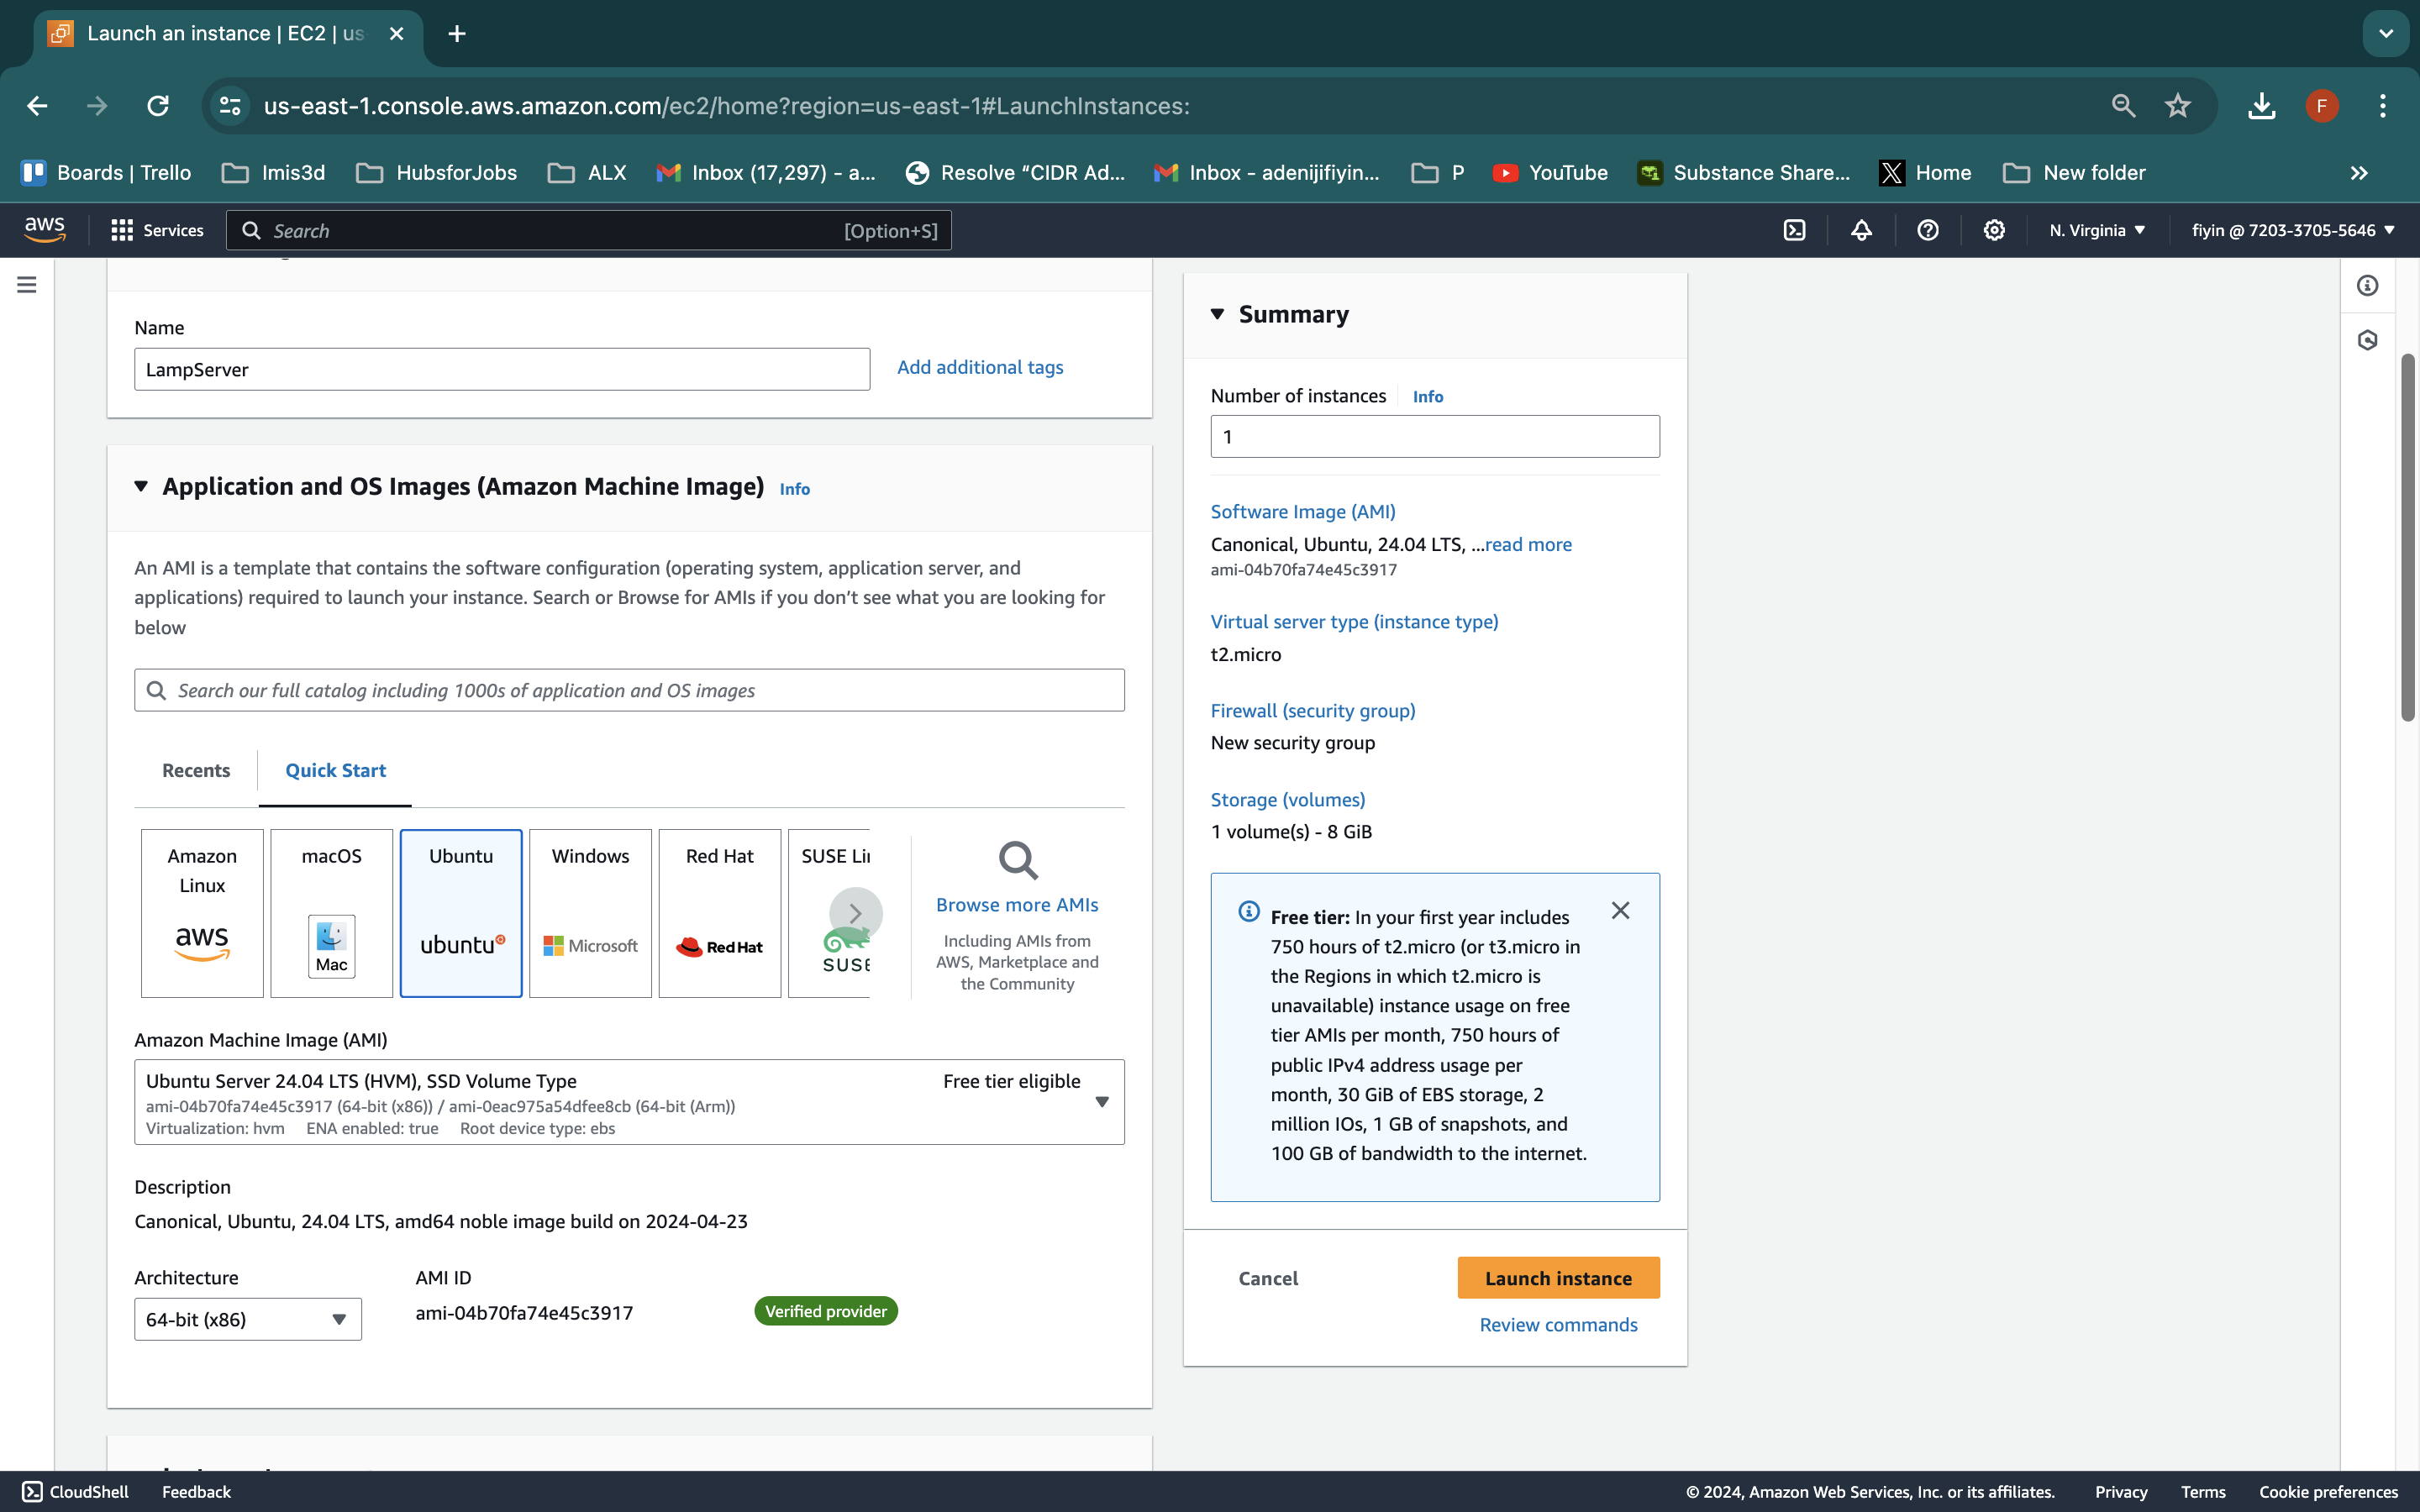 Launch an instance | EC2 | us
us-east-1.console.aws.amazon.com/ec2/home?region=us-east-1#LaunchInstances:
F
Boards | Trello
Imis3d
HubsforJobs
ALX
Inbox (17,297) - a...
Resolve “CIDR Ad...
Inbox - adenijifiyin...
P
YouTube
Substance Share...
Home
New folder
aws
Services
Search
[Option+S]
N. Virginia
fiyin @ 7203-3705-5646
Name
LampServer
Add additional tags
Application and OS Images (Amazon Machine Image) Info
An AMI is a template that contains the software configuration (operating system, application server, and
applications) required to launch your instance. Search or Browse for AMIs if you don’t see what you are looking for
below
Search our full catalog including 1000s of application and OS images
Recents
Quick Start
Amazon
Linux
aws
macOS
Mac
Ubuntu
ubuntu
Windows
Microsoft
Red Hat
Red Hat
SUSE Li
SUSE
Browse more AMIs
Including AMIs from
AWS, Marketplace and
the Community
Amazon Machine Image (AMI)
Ubuntu Server 24.04 LTS (HVM), SSD Volume Type
Free tier eligible
ami-04b70fa74e45c3917 (64-bit (x86)) / ami-0eac975a54dfee8cb (64-bit (Arm))
Virtualization: hvm ENA enabled: true Root device type: ebs
Description
Canonical, Ubuntu, 24.04 LTS, amd64 noble image build on 2024-04-23
Architecture
64-bit (x86)
AMI ID
ami-04b70fa74e45c3917
Verified provider
Summary
Number of instances Info
1
Software Image (AMI)
Canonical, Ubuntu, 24.04 LTS, ...read more
ami-04b70fa74e45c3917
Virtual server type (instance type)
t2.micro
Firewall (security group)
New security group
Storage (volumes)
1 volume(s) - 8 GiB
Free tier: In your first year includes
750 hours of t2.micro (or t3.micro in
the Regions in which t2.micro is
unavailable) instance usage on free
tier AMIs per month, 750 hours of
public IPv4 address usage per
month, 30 GiB of EBS storage, 2
million IOs, 1 GB of snapshots, and
100 GB of bandwidth to the internet.
Cancel
Launch instance
Review commands
CloudShell
Feedback
© 2024, Amazon Web Services, Inc. or its affiliates.
Privacy
Terms
Cookie preferences